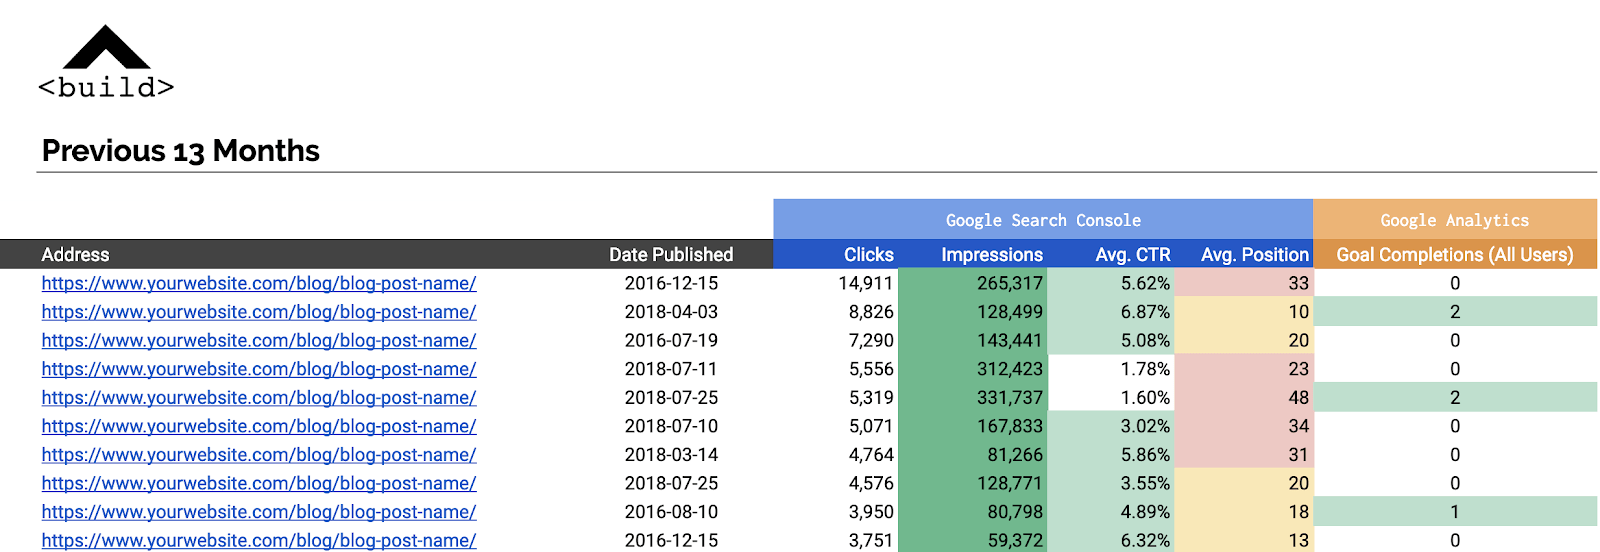 <build>
Previous 13 Months
Google Search Console Google Analytics
Address Date Published Clicks Impressions Avg. CTR Avg. Position Goal Completions (All Users)
https://www.yourwebsite.com/blog/blog-post-name/ 2016-12-15 14,911 265,317 5.62% 33 0
https://www.yourwebsite.com/blog/blog-post-name/ 2018-04-03 8,826 128,499 6.87% 10 2
https://www.yourwebsite.com/blog/blog-post-name/ 2016-07-19 7,290 143,441 5.08% 20 0
https://www.yourwebsite.com/blog/blog-post-name/ 2018-07-11 5,556 312,423 1.78% 23 0
https://www.yourwebsite.com/blog/blog-post-name/ 2018-07-25 5,319 331,737 1.60% 48 2
https://www.yourwebsite.com/blog/blog-post-name/ 2018-07-10 5,071 167,833 3.02% 34 0
https://www.yourwebsite.com/blog/blog-post-name/ 2018-03-14 4,764 81,266 5.86% 31 0
https://www.yourwebsite.com/blog/blog-post-name/ 2018-07-25 4,576 128,771 3.55% 20 0
https://www.yourwebsite.com/blog/blog-post-name/ 2016-08-10 3,950 80,798 4.89% 18 1
https://www.yourwebsite.com/blog/blog-post-name/ 2016-12-15 3,751 59,372 6.32% 13 0